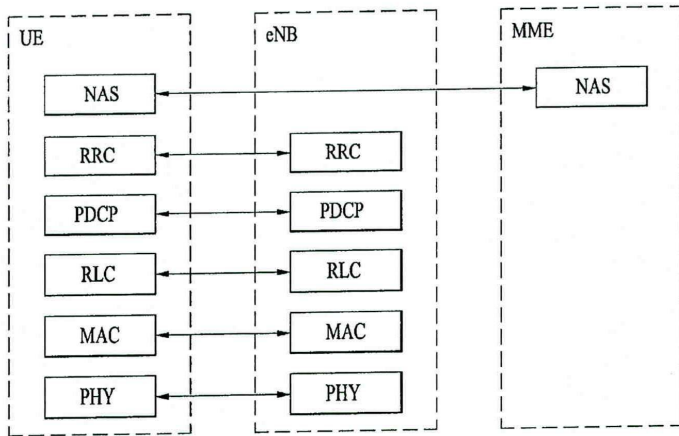 UE
eNB
MME
NAS
NAS
RRC
RRC
PDCP
PDCP
RLC
RLC
MAC
MAC
PHY
PHY